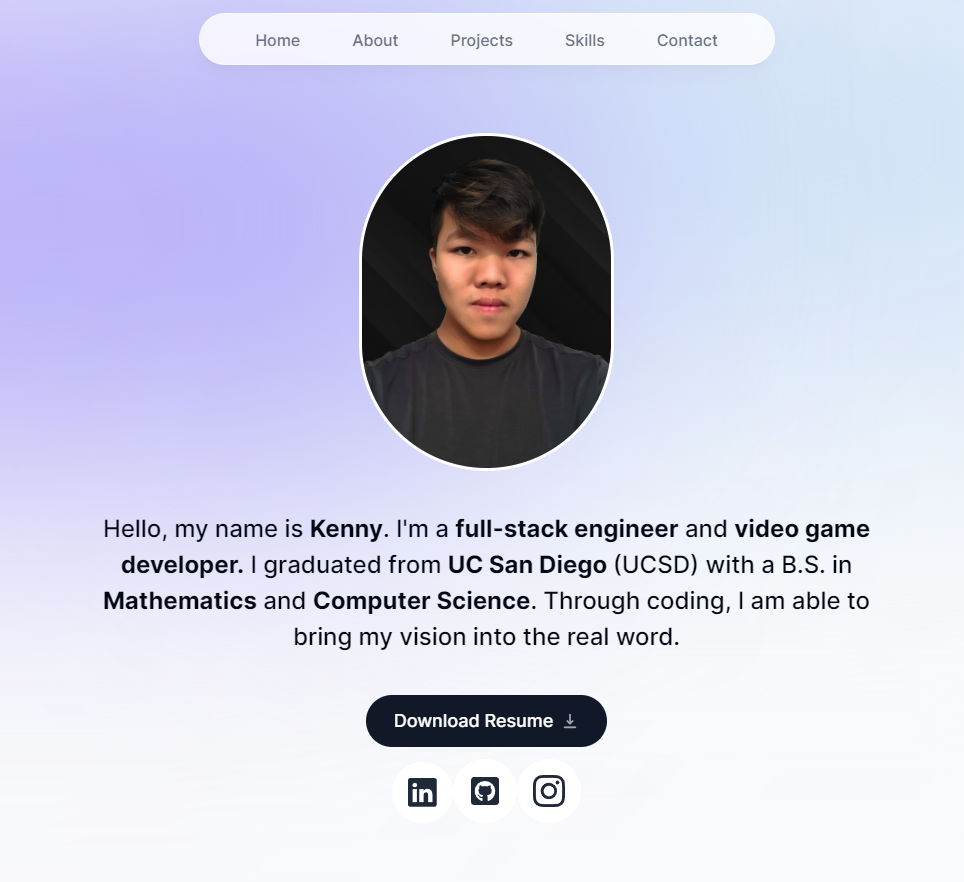 Home About Projects Skills Contact
Hello, my name is Kenny. I'm a full-stack engineer and video game
developer. I graduated from UC San Diego (UCSD) with a B.S. in
Mathematics and Computer Science. Through coding, I am able to
bring my vision into the real word.
Download Resume
in